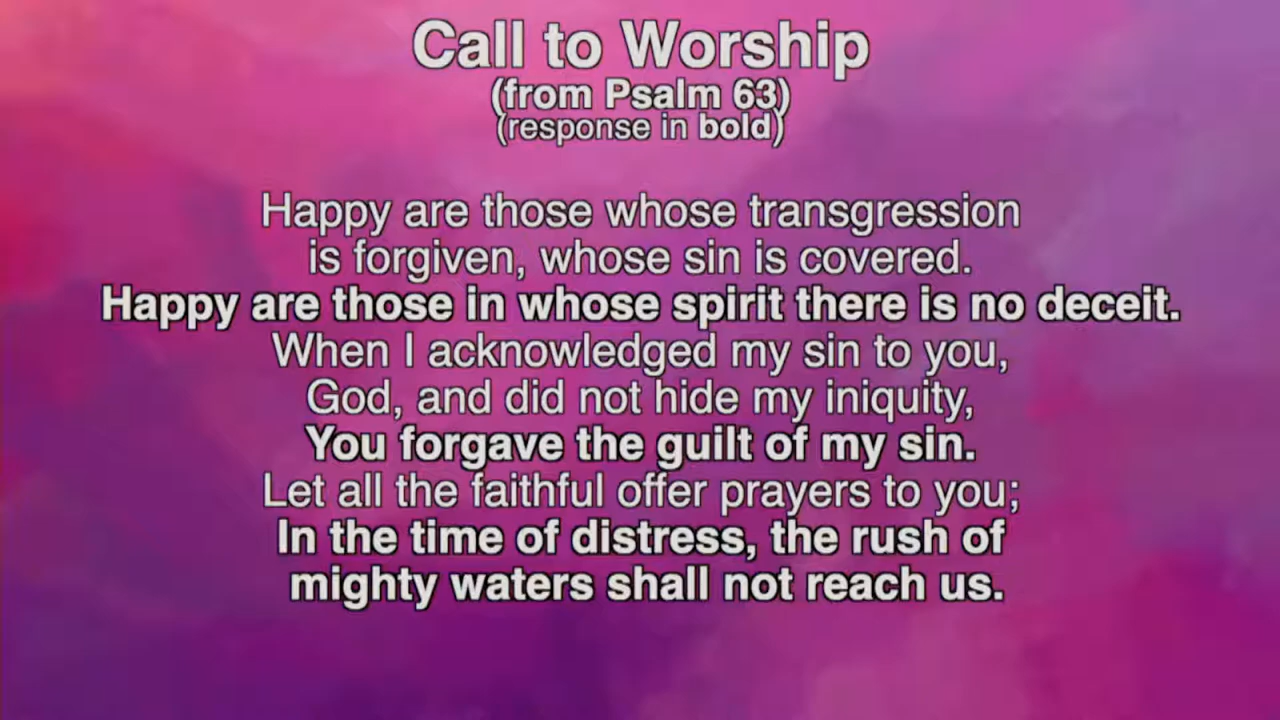 Call to Worship
(from Psalm 63)
(response in bold)
Happy are those whose transgression
is forgiven, whose sin is covered.
Happy are those in whose spirit there is no deceit.
When I acknowledged my sin to you,
God, and did not hide my iniquity,
You forgave the guilt of my sin.
Let all the faithful offer prayers to you;
In the time of distress, the rush of
mighty waters shall not reach us.